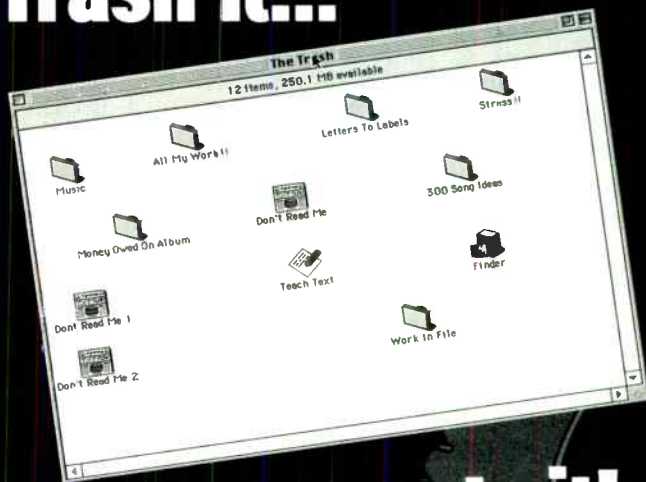 Trash it...
The Trash
12 items, 250.1 MB available
Music
All My Work!!
Letters To Labels
Stress!!
Money Owed On Album
Don't Read Me
300 Song Ideas
Teach Text
Finder
Dont Read Me 1
Work In File
Don't Read Me 2
it!